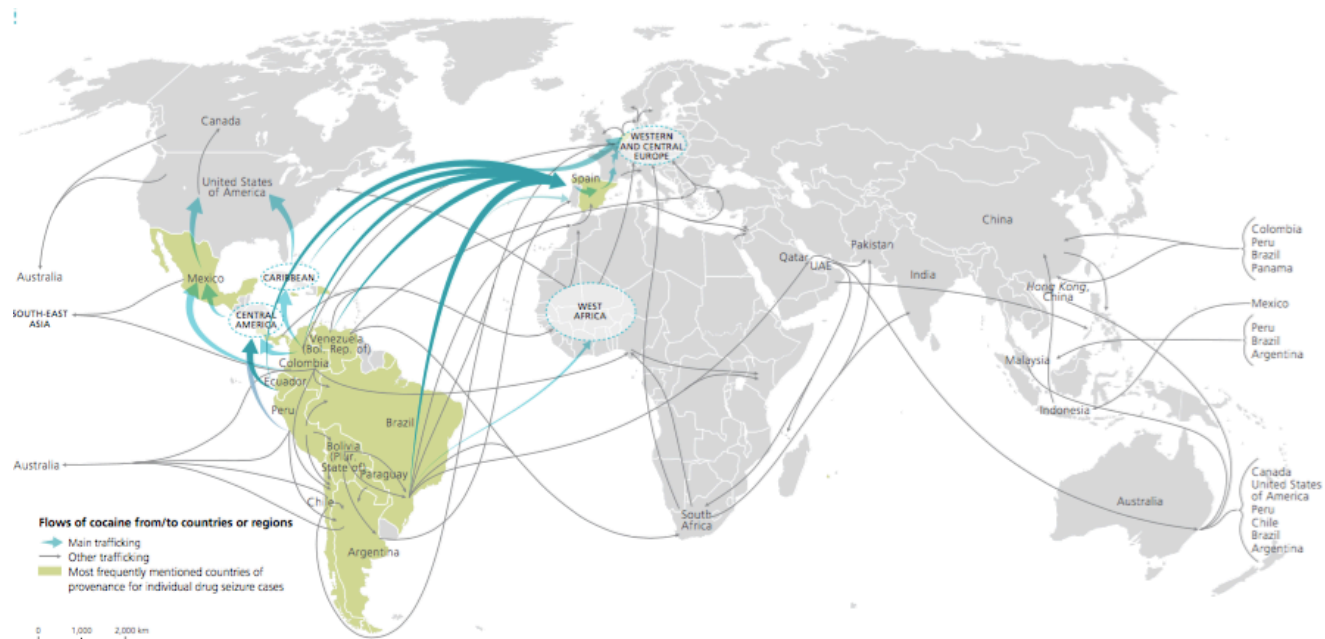 Canada
United States
of America
Mexico
CARIBBEAN
CENTRAL
AMERICA
Venezuela
(Bol. Rep. of)
Colombia
Ecuador
Peru
Brazil
Bolivia
(Plur.
State of)
Paraguay
Chile
Argentina
Australia
SOUTH-EAST
ASIA
Australia
WESTERN
AND CENTRAL
EUROPE
Spain
WEST
AFRICA
South
Africa
Qatar
UAE
Pakistan
India
China
Hong Kong,
China
Malaysia
Indonesia
Australia
Colombia
Peru
Brazil
Panama
Mexico
Peru
Brazil
Argentina
Canada
United States
of America
Peru
Chile
Brazil
Argentina
Flows of cocaine from/to countries or regions
Main trafficking
Other trafficking
Most frequently mentioned countries of
provenance for individual drug seizure cases
0 1,000 2,000 km